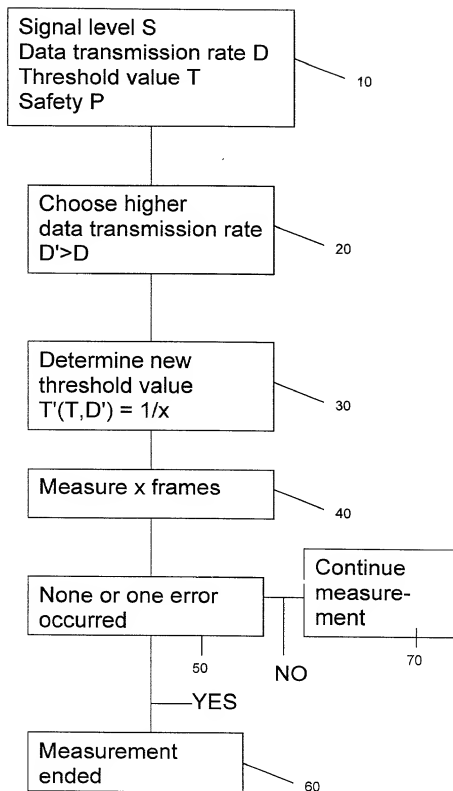 Signal level S
Data transmission rate D
Threshold value T
Safety P
10
Choose higher
data transmission rate
D'>D
20
Determine new
threshold value
T'(T,D') = 1/x
30
Measure x frames
40
None or one error
occurred
50
Continue
measure-
ment
70
NO
YES
Measurement
ended
60